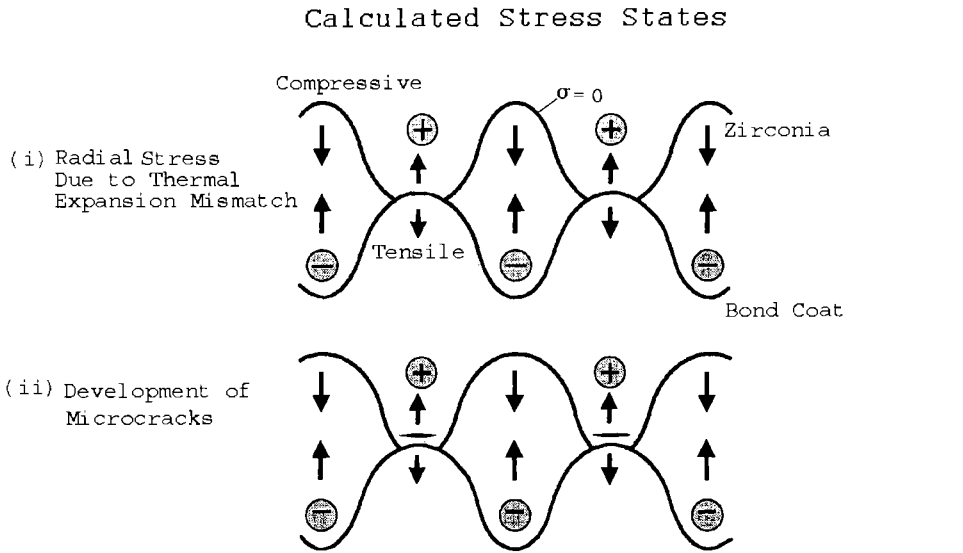 Calculated Stress States
Compressive
σ=0
+
+
Zirconia
(i) Radial Stress
Due to Thermal
Expansion Mismatch
Tensile
−
−
−
Bond Coat
+
+
(ii) Development of
Microcracks
−
−
−